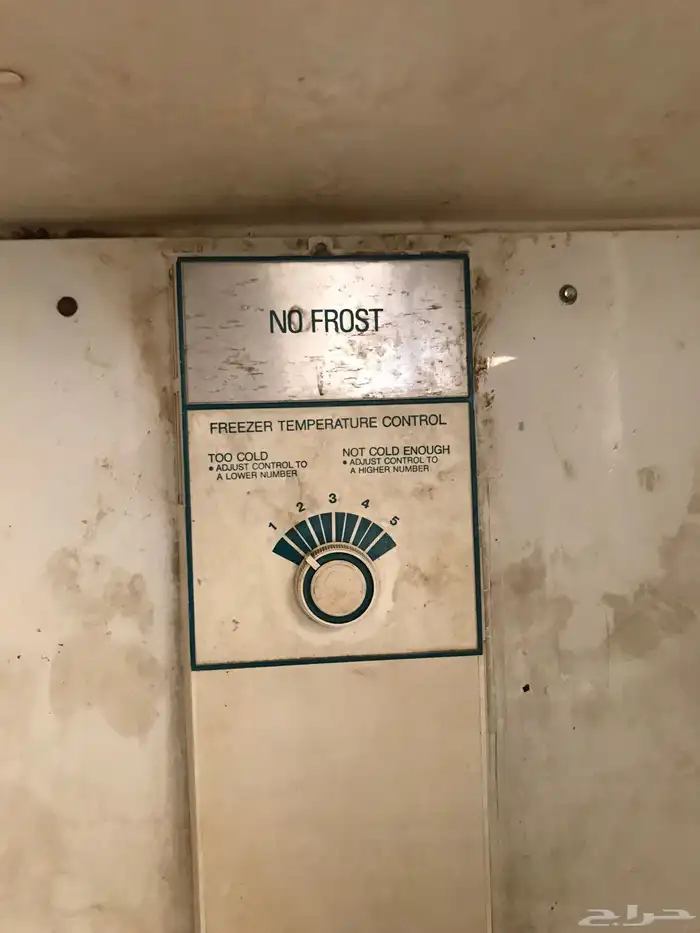 NO FROST
FREEZER TEMPERATURE CONTROL
TOO COLD
• ADJUST CONTROL TO
A LOWER NUMBER
NOT COLD ENOUGH
• ADJUST CONTROL TO
A HIGHER NUMBER
1 2 3 4 5
حراج